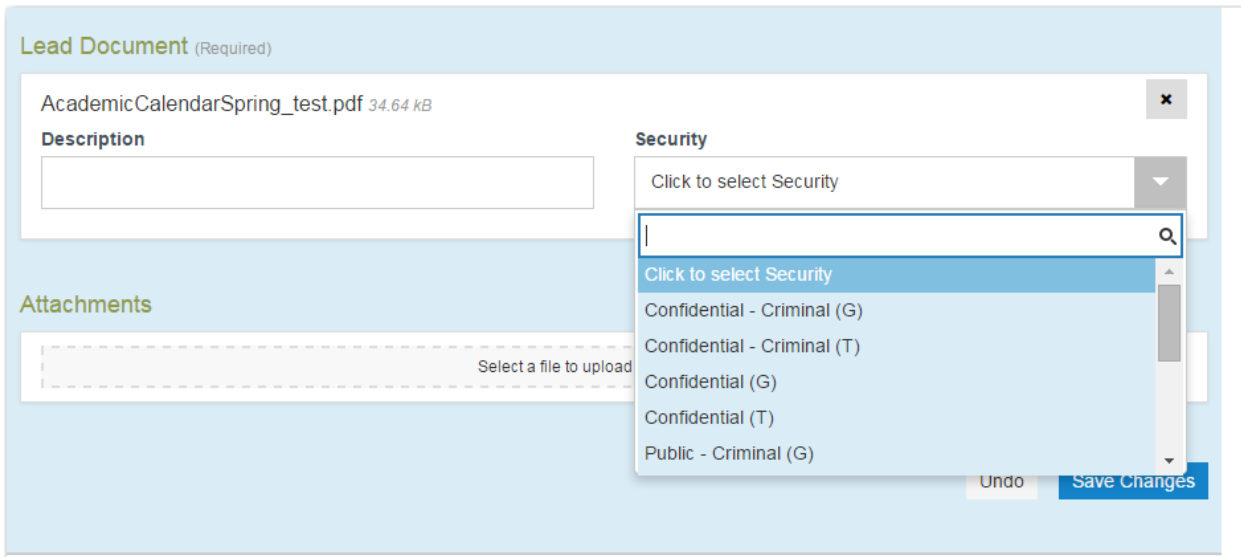 Lead Document (Required)
AcademicCalendarSpring_test.pdf 34.64 kB
Description
Security
Click to select Security
Click to select Security
Confidential - Criminal (G)
Confidential - Criminal (T)
Confidential (G)
Confidential (T)
Public - Criminal (G)
Attachments
Select a file to upload
Undo
Save Changes